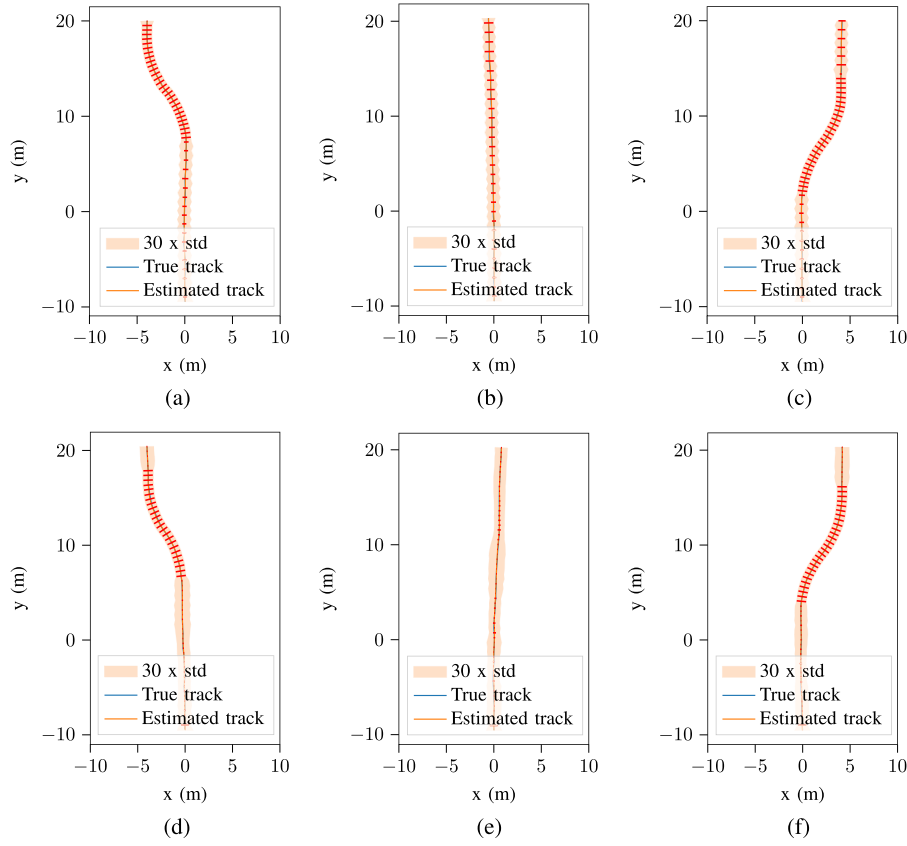 20
10
0
−10
y (m)
30 x std
True track
Estimated track
−10 −5 0 5 10
x (m)
(a)
20
10
0
−10
y (m)
30 x std
True track
Estimated track
−10 −5 0 5 10
x (m)
(b)
20
10
0
−10
y (m)
30 x std
True track
Estimated track
−10 −5 0 5 10
x (m)
(c)
20
10
0
−10
y (m)
30 x std
True track
Estimated track
−10 −5 0 5 10
x (m)
(d)
20
10
0
−10
y (m)
30 x std
True track
Estimated track
−10 −5 0 5 10
x (m)
(e)
20
10
0
−10
y (m)
30 x std
True track
Estimated track
−10 −5 0 5 10
x (m)
(f)